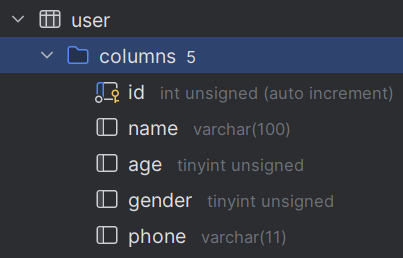 user
columns 5
id int unsigned (auto increment)
name varchar(100)
age tinyint unsigned
gender tinyint unsigned
phone varchar(11)